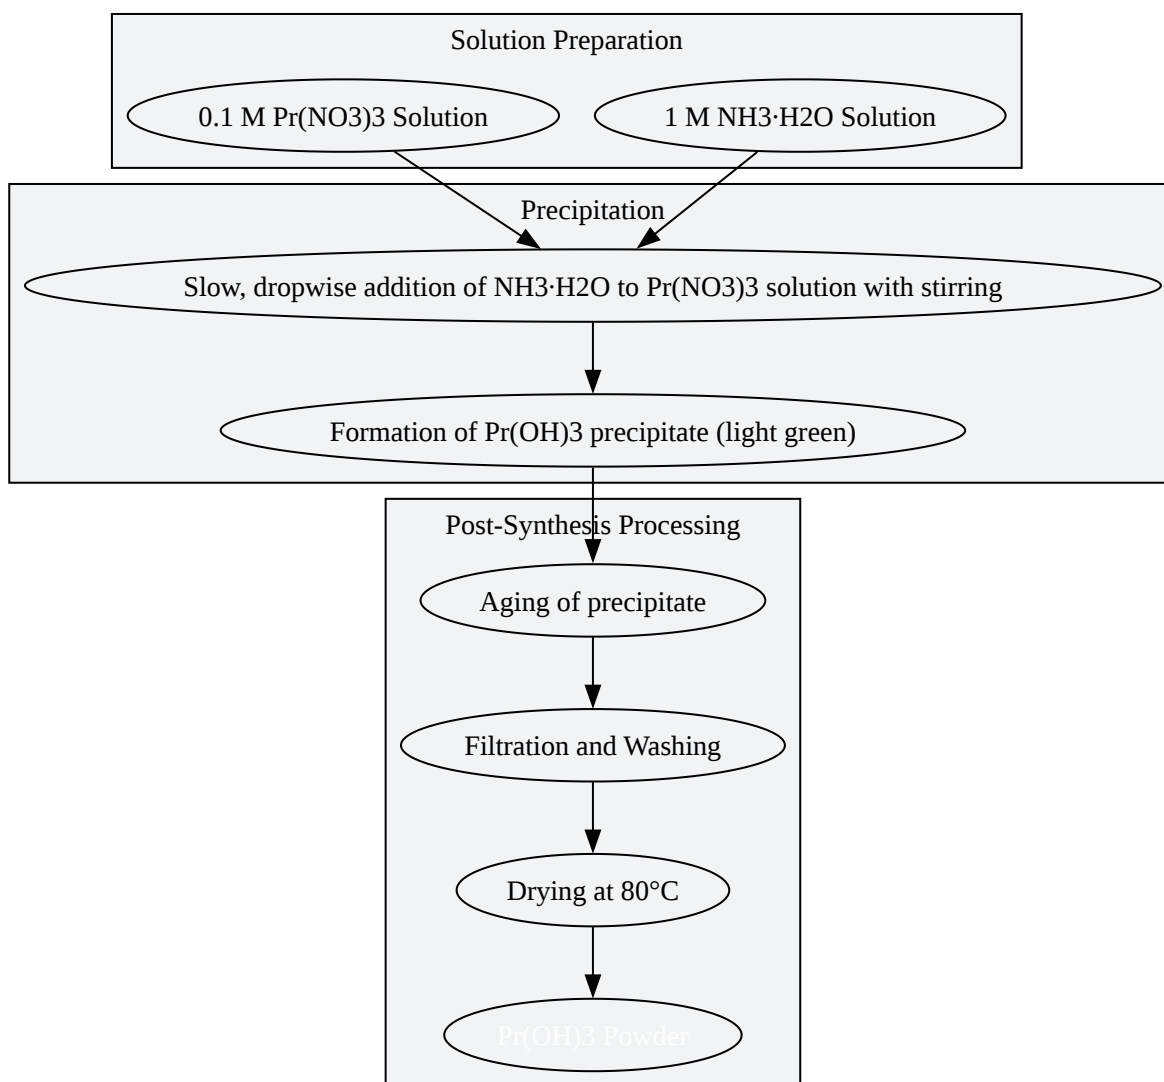 Solution Preparation
0.1 M Pr(NO3)3 Solution
1 M NH3·H2O Solution
Precipitation
Slow, dropwise addition of NH3·H2O to Pr(NO3)3 solution with stirring
Formation of Pr(OH)3 precipitate (light green)
Post-Synthesis Processing
Aging of precipitate
Filtration and Washing
Drying at 80°C
Pr(OH)3 Powder